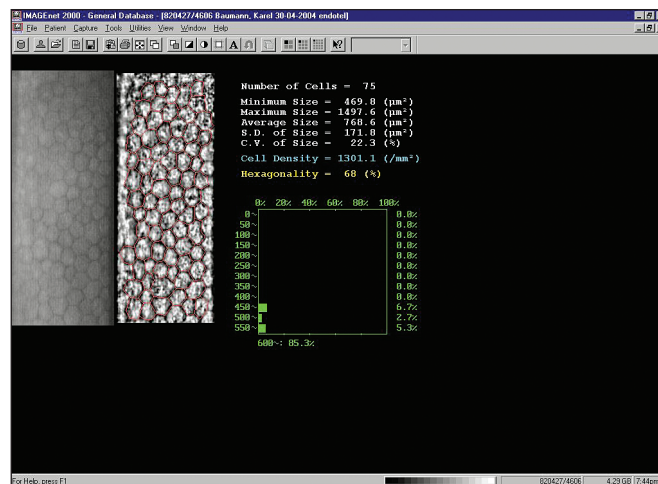 IMAGEnet 2000 - General Database - [820427/4606 Baumann, Karel 30-04-2004 endotel]
File Patient Capture Tools Utilities View Window Help
Number of Cells = 75
Minimum Size = 469.8 (µm²)
Maximum Size = 1497.6 (µm²)
Average Size = 768.6 (µm²)
S.D. of Size = 171.8 (µm²)
C.V. of Size = 22.3 (%)
Cell Density = 1301.1 (/mm²)
Hexagonality = 68 (%)
0% 20% 40% 60% 80% 100%
0~ 0.0%
50~ 0.0%
100~ 0.0%
150~ 0.0%
200~ 0.0%
250~ 0.0%
300~ 0.0%
350~ 0.0%
400~ 0.0%
450~ 6.7%
500~ 2.7%
550~ 5.3%
600~: 85.3%
For Help, press F1 820427/4606 4.29 GB 7:44pm